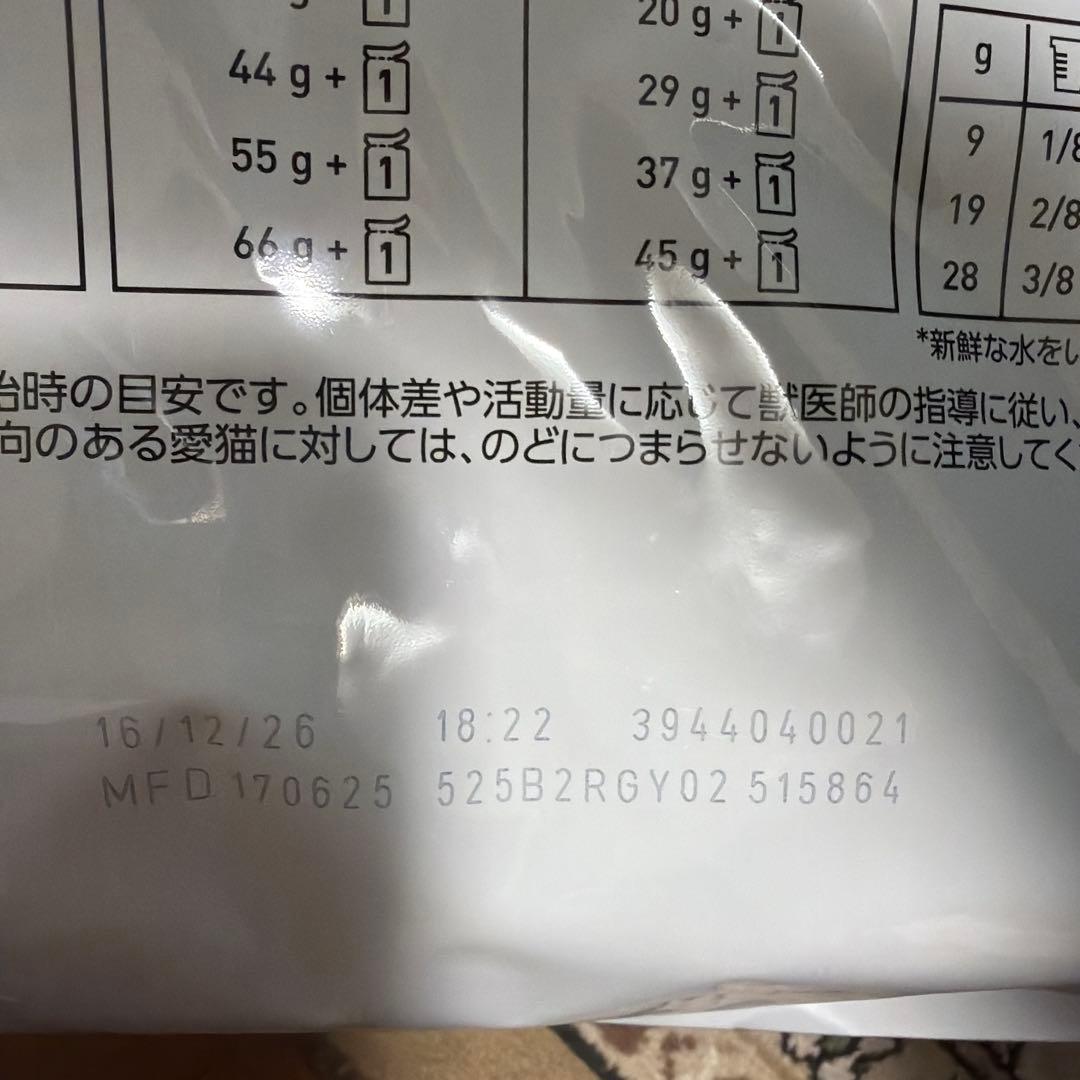 20 g + 1
44 g + 1
29 g + 1
55 g + 1
37 g + 1
66 g + 1
45 g + 1
g
9 1/8
19 2/8
28 3/8
*新鮮な水をい
時の目安です。個体差や活動量に応じて獣医師の指導に従い、
向のある愛猫に対しては、のどにつまらせないように注意してく
16/12/26 18:22 3944040021
MFD 170625 525B2RGY02 515864